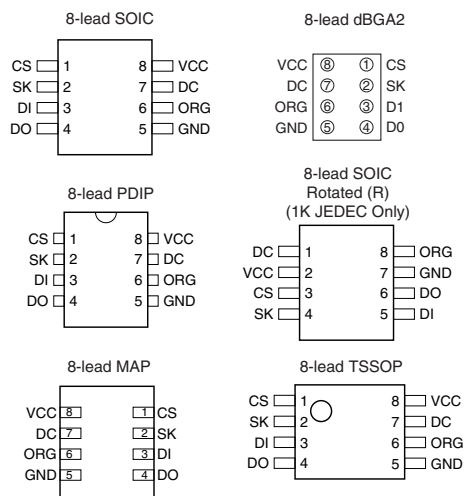 8-lead SOIC
CS 1 8 VCC
SK 2 7 DC
DI 3 6 ORG
DO 4 5 GND
8-lead dBGA2
VCC 8 1 CS
DC 7 2 SK
ORG 6 3 D1
GND 5 4 D0
8-lead PDIP
CS 1 8 VCC
SK 2 7 DC
DI 3 6 ORG
DO 4 5 GND
8-lead SOIC
Rotated (R)
(1K JEDEC Only)
DC 1 8 ORG
VCC 2 7 GND
CS 3 6 DO
SK 4 5 DI
8-lead MAP
VCC 8 1 CS
DC 7 2 SK
ORG 6 3 DI
GND 5 4 DO
8-lead TSSOP
CS 1 8 VCC
SK 2 7 DC
DI 3 6 ORG
DO 4 5 GND